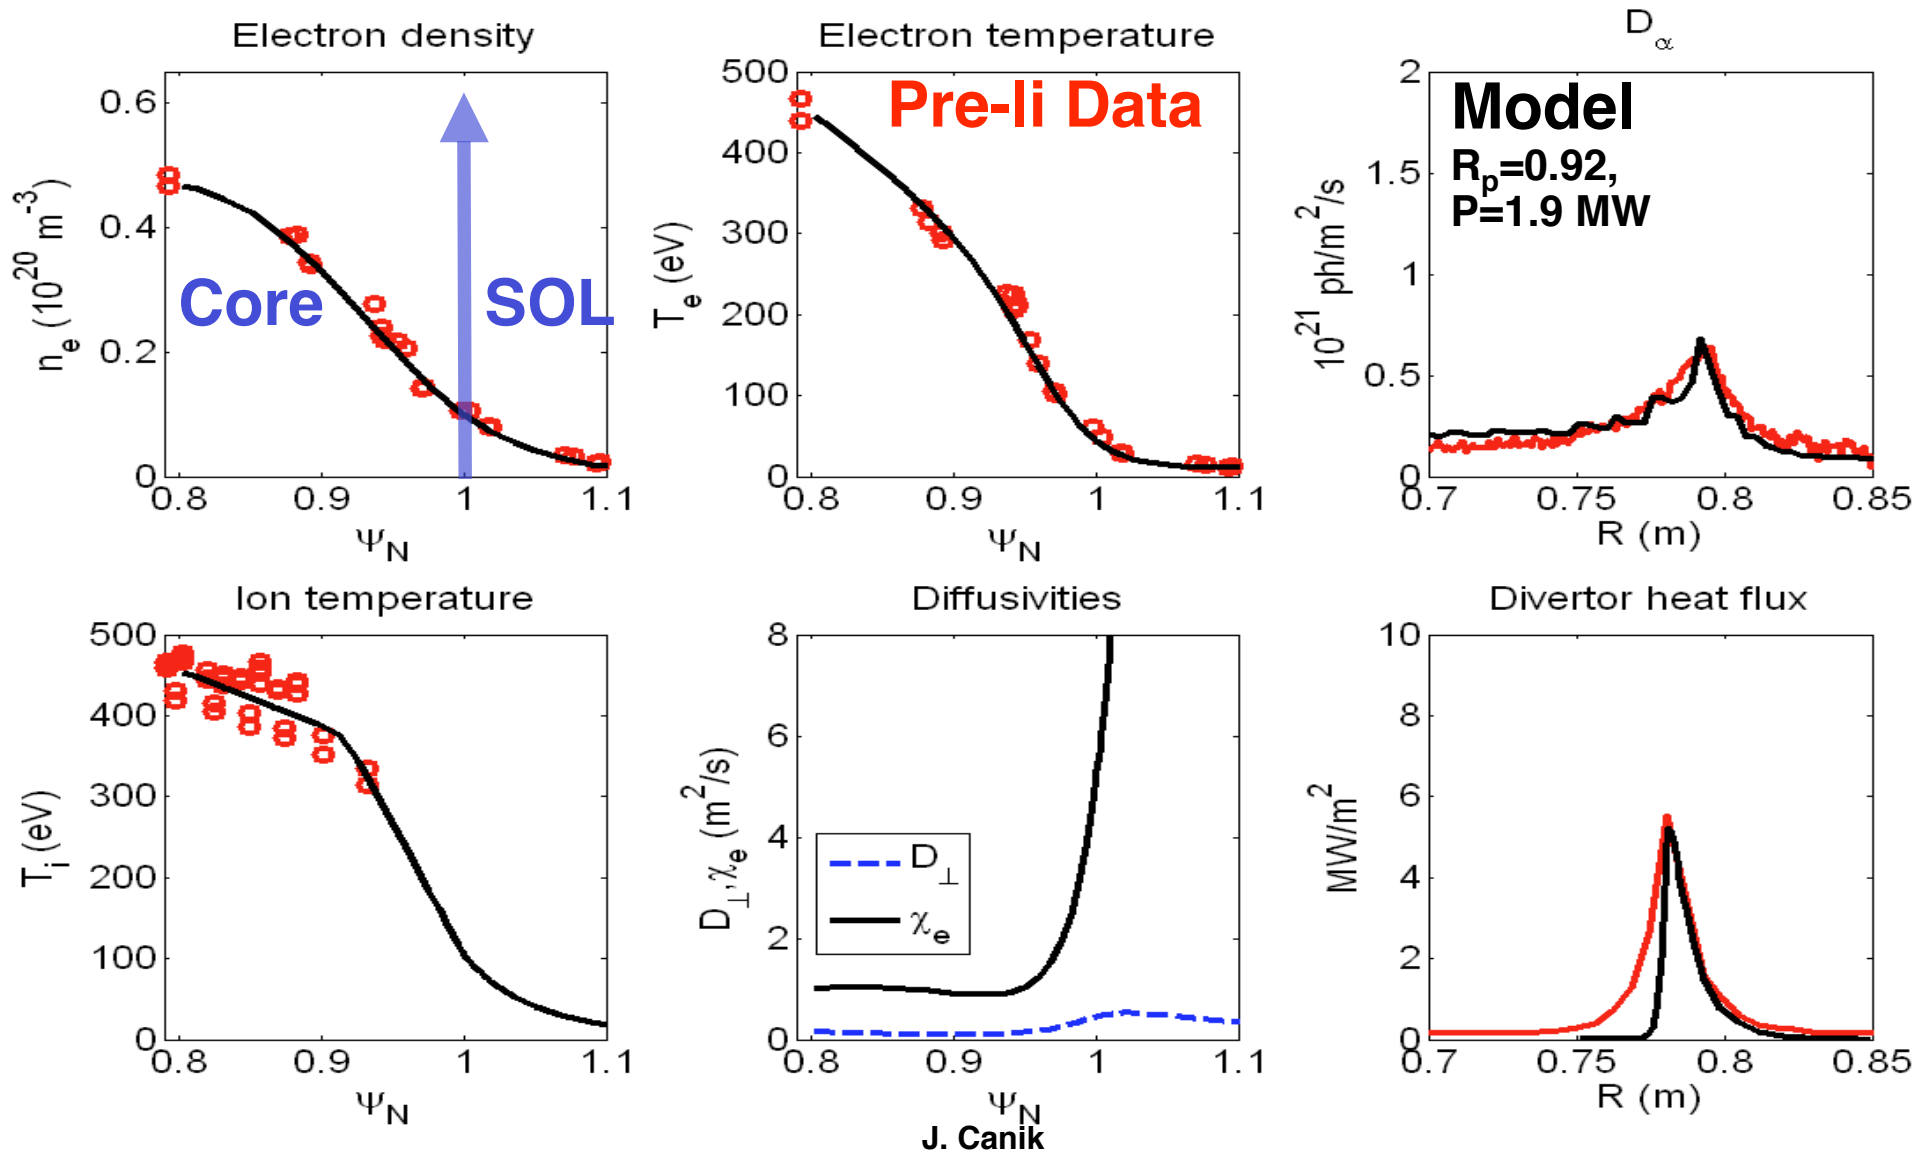 Electron density
0.6
0.4
0.2
0
0.8 0.9 1 1.1
n_e (10^20 m^-3)
Ψ_N
Core
SOL
Electron temperature
Pre-li Data
500
400
300
200
100
0
0.8 0.9 1 1.1
T_e (eV)
Ψ_N
D_α
Model
R_p=0.92,
P=1.9 MW
2
1.5
1
0.5
0
0.7 0.75 0.8 0.85
10^21 ph/m^2/s
R (m)
Ion temperature
500
400
300
200
100
0
0.8 0.9 1 1.1
T_i (eV)
Ψ_N
Diffusivities
8
6
4
2
0
0.8 0.9 1 1.1
D_⊥,χ_e (m^2/s)
D_⊥
χ_e
Ψ_N
Divertor heat flux
10
8
6
4
2
0
0.7 0.75 0.8 0.85
MW/m^2
R (m)
J. Canik